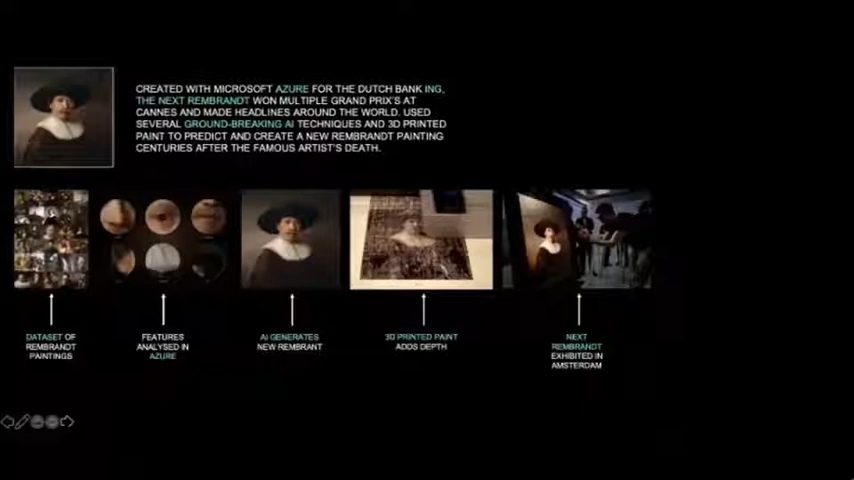 CREATED WITH MICROSOFT AZURE FOR THE DUTCH BANK ING,
THE NEXT REMBRANDT WON MULTIPLE GRAND PRIX'S AT
CANNES AND MADE HEADLINES AROUND THE WORLD. USED
SEVERAL GROUND-BREAKING AI TECHNIQUES AND 3D PRINTED
PAINT TO PREDICT AND CREATE A NEW REMBRANDT PAINTING
CENTURIES AFTER THE FAMOUS ARTIST'S DEATH.
DATASET OF
REMBRANDT
PAINTINGS
FEATURES
ANALYSED IN
AZURE
AI GENERATES
NEW REMBRANT
3D PRINTED PAINT
ADDS DEPTH
NEXT
REMBRANDT
EXHIBITED IN
AMSTERDAM